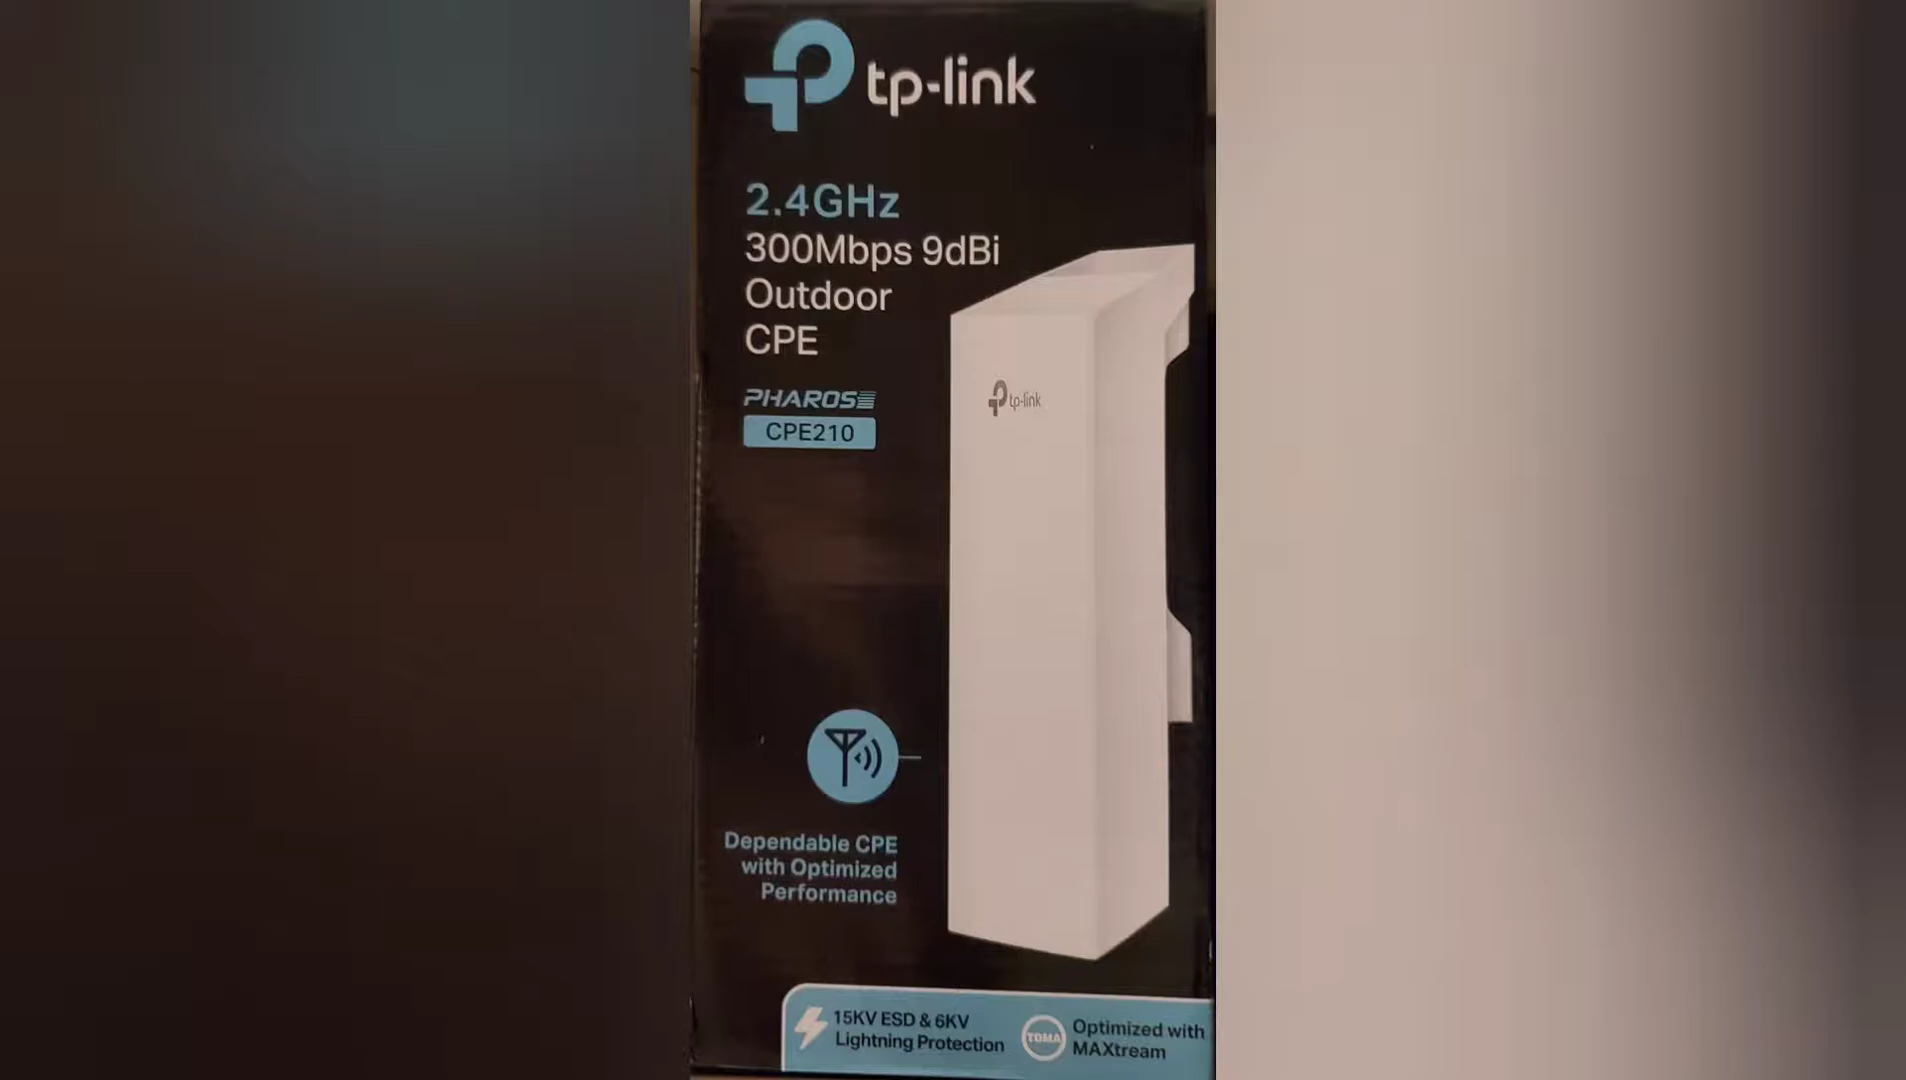 tp-link
2.4GHz
300Mbps 9dBi
Outdoor
CPE
PHAROS
CPE210
tp-link
Dependable CPE
with Optimized
Performance
15KV ESD & 6KV
Lightning Protection
TDMA
Optimized with
MAXtream